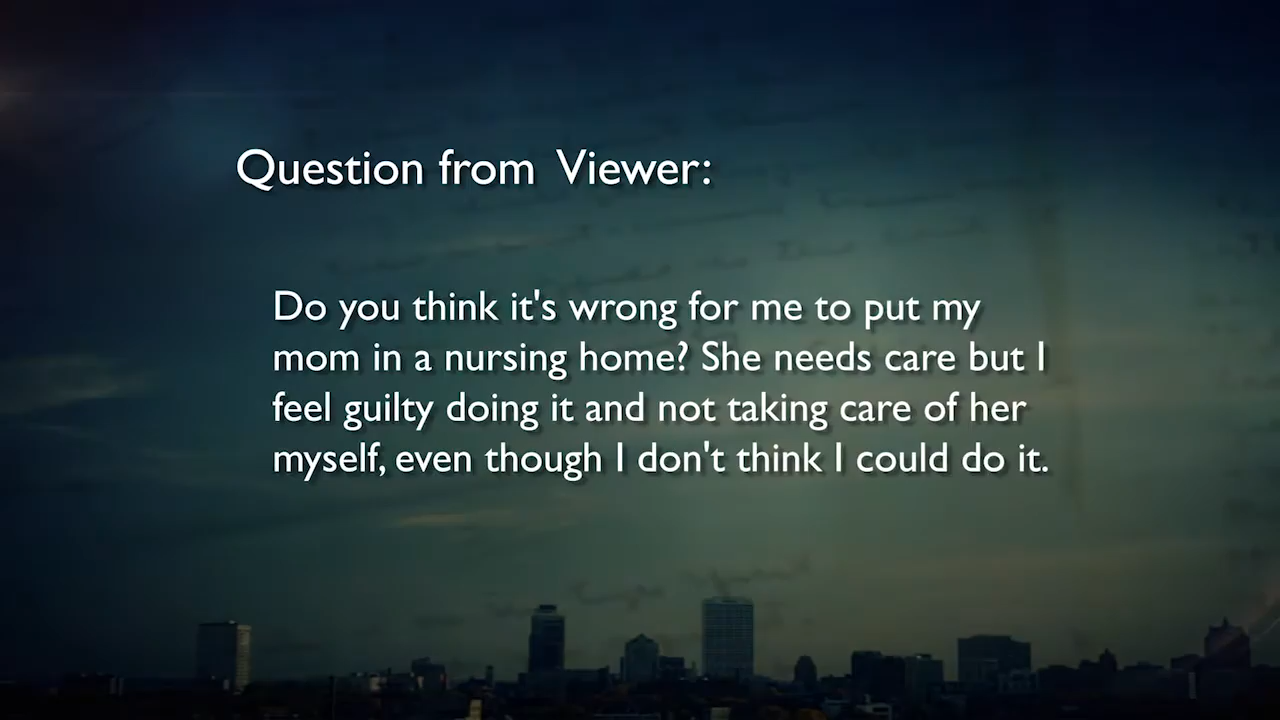 Question from Viewer:
Do you think it's wrong for me to put my
mom in a nursing home? She needs care but I
feel guilty doing it and not taking care of her
myself, even though I don't think I could do it.